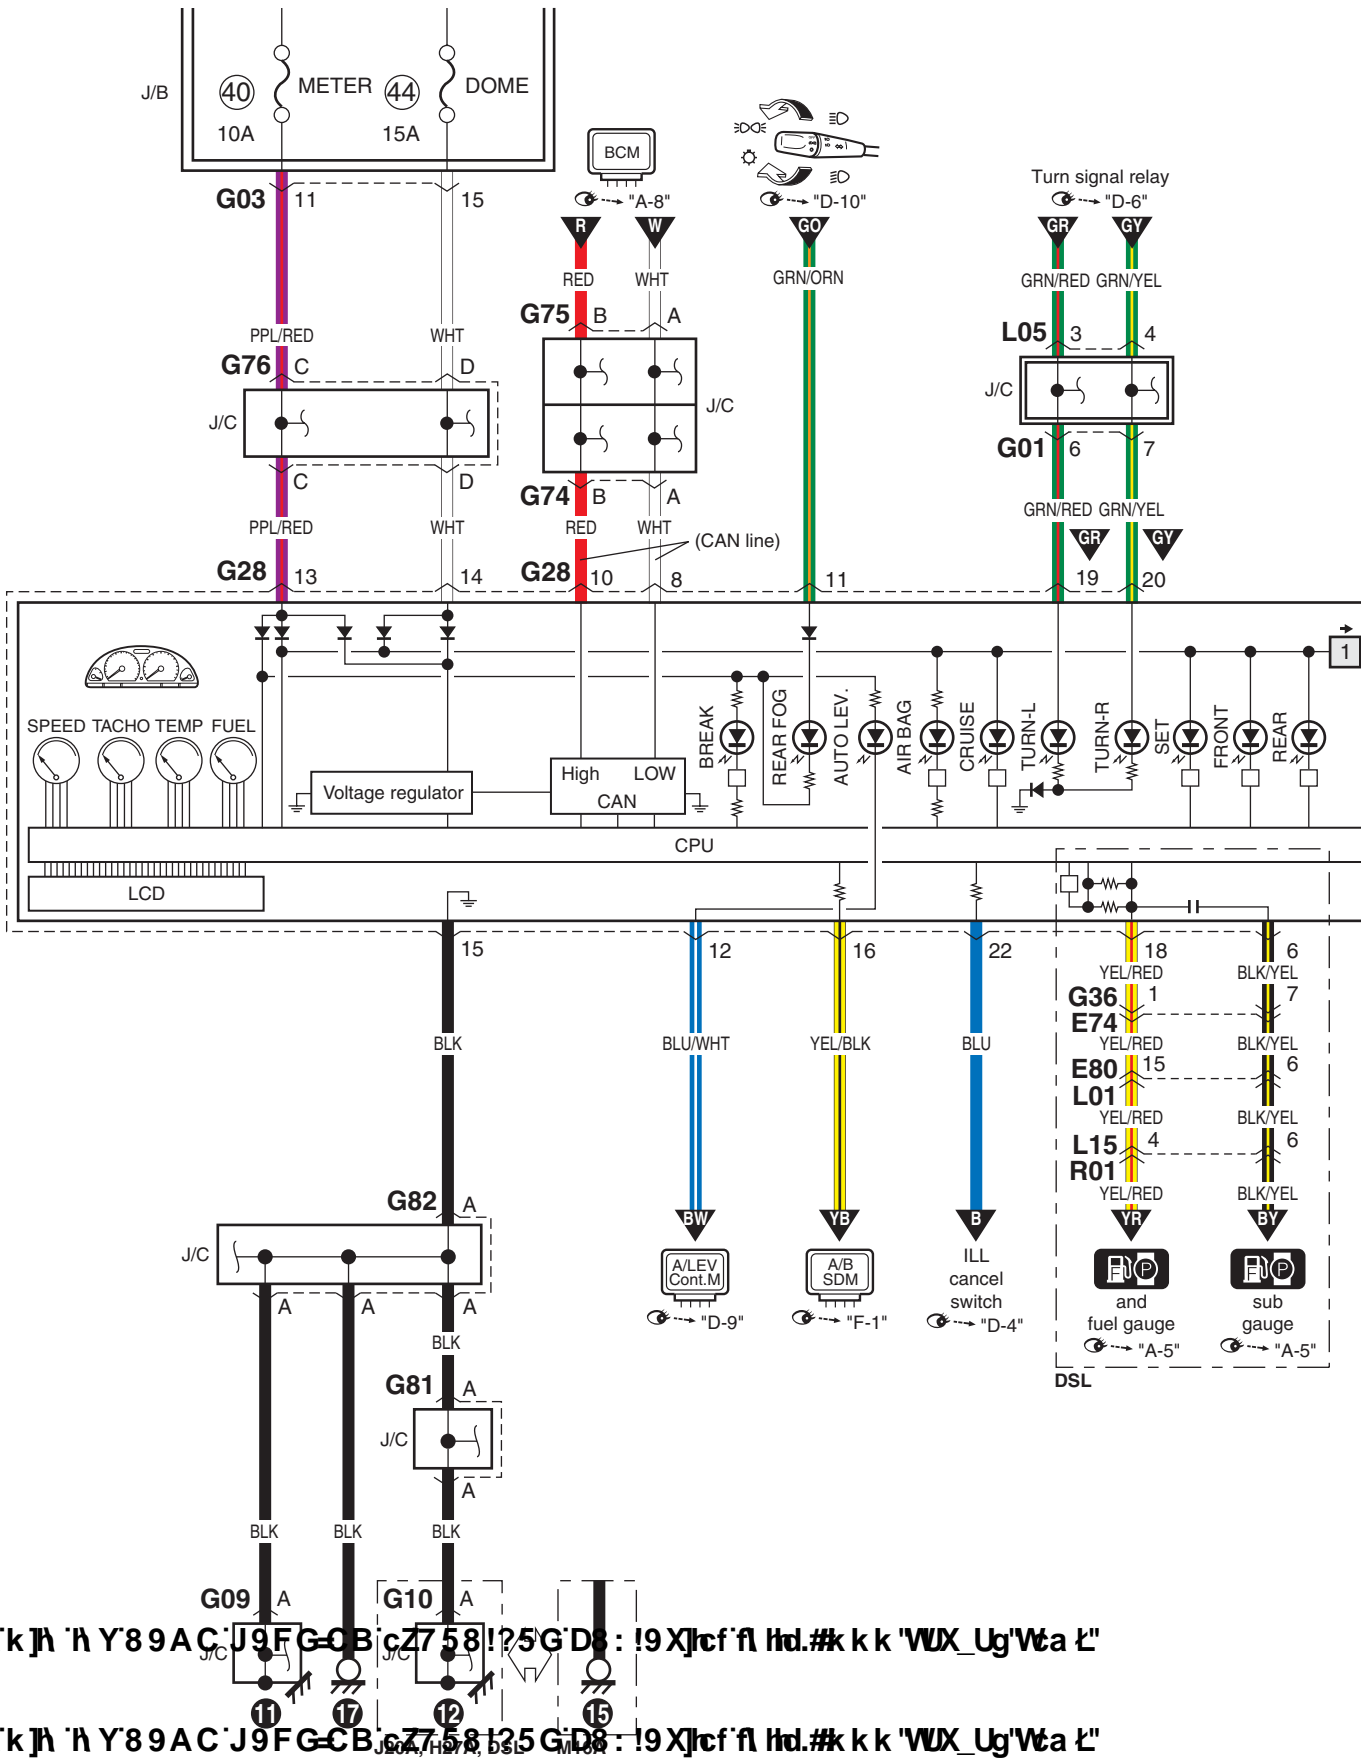 J/B
40 METER 44 DOME
10A 15A
BCM
"A-8"
"D-10"
Turn signal relay
"D-6"
G03 11 15
R W GO GR GY
RED WHT GRN/ORN GRN/RED GRN/YEL
G75 B A
L05 3 4
PPL/RED WHT
G76 C D
J/C J/C J/C
C D
G74 B A
G01 6 7
PPL/RED WHT RED WHT GRN/RED GRN/YEL
(CAN line)
GR GY
G28 13 14 G28 10 8 11 19 20
1
SPEED TACHO TEMP FUEL
BREAK
REAR FOG
AUTO LEV.
AIR BAG
CRUISE
TURN-L
TURN-R
SET
FRONT
REAR
Voltage regulator
High LOW
CAN
CPU
LCD
15 12 16 22 18 6
YEL/RED BLK/YEL
G36 1 7
E74
BLK BLU/WHT YEL/BLK BLU YEL/RED BLK/YEL
E80 15 6
L01
YEL/RED BLK/YEL
L15 4 6
R01
YEL/RED BLK/YEL
G82 A
BW YB B YR BY
J/C
A/LEV Cont.M
A/B SDM
ILL cancel switch
F P
F P
and fuel gauge
sub gauge
"D-9" "F-1" "D-4" "A-5" "A-5"
DSL
A A A
BLK
G81 A
J/C
A
BLK BLK BLK
G09 A G10 A
J/C J/C
11 17 12 15
J20A, H27A, DSL M16A